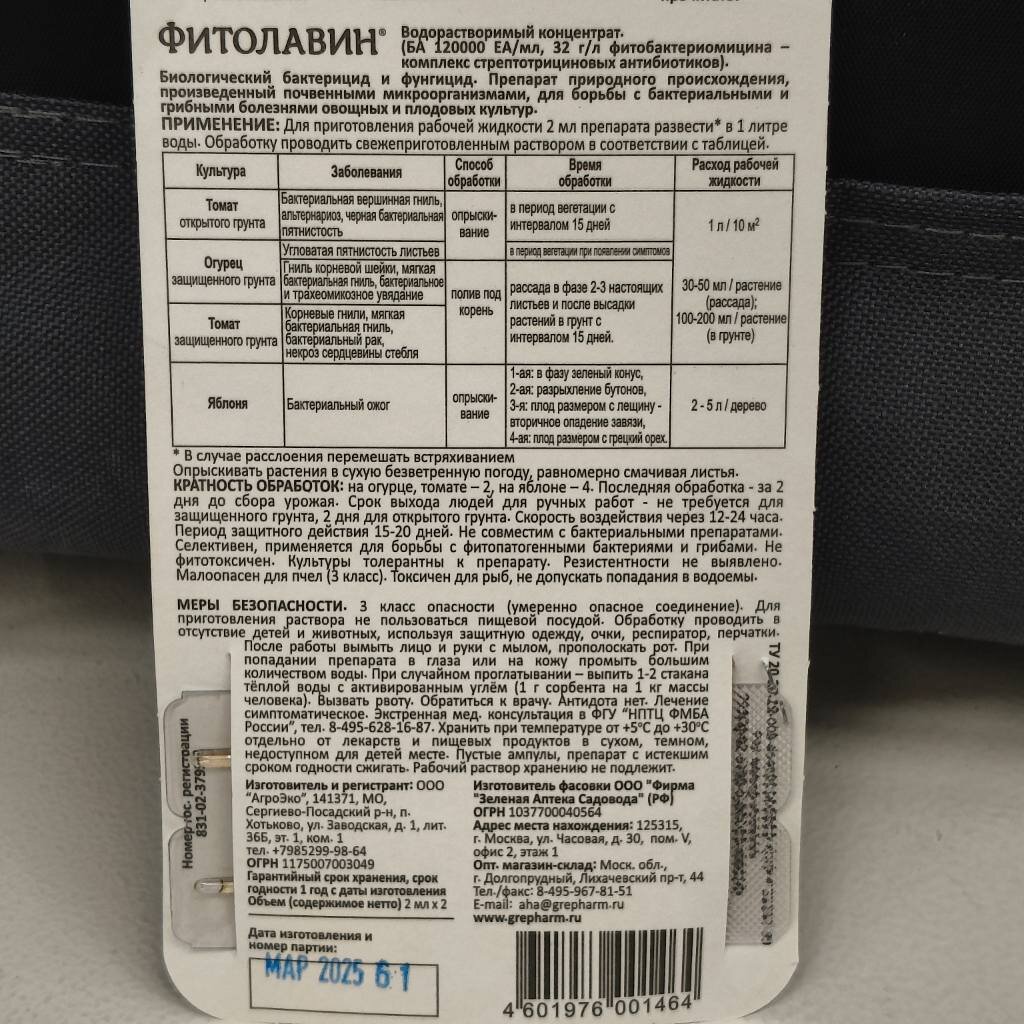 ФИТОЛАВИН®
Водорастворимый концентрат.
(БА 120000 ЕА/мл, 32 г/л фитобактериомицина –
комплекс стрептотрициновых антибиотиков).
Биологический бактерицид и фунгицид. Препарат природного происхождения,
произведенный почвенными микроорганизмами, для борьбы с бактериальными и
грибными болезнями овощных и плодовых культур.
ПРИМЕНЕНИЕ: Для приготовления рабочей жидкости 2 мл препарата развести* в 1 литре
воды. Обработку проводить свежеприготовленным раствором в соответствии с таблицей.
Культура
Заболевания
Способ
обработки
Время
обработки
Расход рабочей
жидкости
Томат
открытого грунта
Бактериальная вершинная гниль,
альтернариоз, черная бактериальная
пятнистость
опрыски-
вание
в период вегетации с
интервалом 15 дней
1 л / 10 м²
Огурец
защищенного грунта
Угловатая пятнистость листьев
в период вегетации при появлении симптомов
Гниль корневой шейки, мягкая
бактериальная гниль, бактериальное
и трахеомикозное увядание
полив под
корень
рассада в фазе 2-3 настоящих
листьев и после высадки
растений в грунт с
интервалом 15 дней.
30-50 мл / растение
(рассада);
100-200 мл / растение
(в грунте)
Томат
защищенного грунта
Корневые гнили, мягкая
бактериальная гниль,
бактериальный рак,
некроз сердцевины стебля
Яблоня
Бактериальный ожог
опрыски-
вание
1-ая: в фазу зеленый конус,
2-ая: разрыхление бутонов,
3-я: плод размером с лещину -
вторичное опадение завязи,
4-ая: плод размером с грецкий орех.
2 - 5 л / дерево
* В случае расслоения перемешать встряхиванием
Опрыскивать растения в сухую безветренную погоду, равномерно смачивая листья.
КРАТНОСТЬ ОБРАБОТОК: на огурце, томате – 2, на яблоне – 4. Последняя обработка - за 2
дня до сбора урожая. Срок выхода людей для ручных работ - не требуется для
защищенного грунта, 2 дня для открытого грунта. Скорость воздействия через 12-24 часа.
Период защитного действия 15-20 дней. Не совместим с бактериальными препаратами.
Селективен, применяется для борьбы с фитопатогенными бактериями и грибами. Не
фитотоксичен. Культуры толерантны к препарату. Резистентности не выявлено.
Малоопасен для пчел (3 класс). Токсичен для рыб, не допускать попадания в водоемы.
МЕРЫ БЕЗОПАСНОСТИ. 3 класс опасности (умеренно опасное соединение). Для
приготовления раствора не пользоваться пищевой посудой. Обработку проводить в
отсутствие детей и животных, используя защитную одежду, очки, респиратор, перчатки.
После работы вымыть лицо и руки с мылом, прополоскать рот. При
попадании препарата в глаза или на кожу промыть большим
количеством воды. При случайном проглатывании – выпить 1-2 стакана
тёплой воды с активированным углём (1 г сорбента на 1 кг массы
человека). Вызвать рвоту. Обратиться к врачу. Антидота нет. Лечение
симптоматическое. Экстренная мед. консультация в ФГУ "НПТЦ ФМБА
России", тел. 8-495-628-16-87. Хранить при температуре от +5°С до +30°С
отдельно от лекарств и пищевых продуктов в сухом, темном,
недоступном для детей месте. Пустые ампулы, препарат с истекшим
сроком годности сжигать. Рабочий раствор хранению не подлежит.
Номер гос. регистрации
Изготовитель и регистрант: ООО
"АгроЭко", 141371, МО,
Сергиево-Посадский р-н, п.
Хотьково, ул. Заводская, д. 1, лит.
36Б, эт. 1, ком. 1
тел. +7985299-98-64
ОГРН 1175007003049
Гарантийный срок хранения, срок
годности 1 год с даты изготовления
Объем (содержимое нетто) 2 мл х 2
Изготовитель фасовки ООО "Фирма
"Зеленая Аптека Садовода" (РФ)
ОГРН 1037700040564
Адрес места нахождения: 125315,
г. Москва, ул. Часовая, д. 30, пом. V,
офис 2, этаж 1
Опт. магазин-склад: Моск. обл.,
г. Долгопрудный, Лихачевский пр-т, 44
Тел./факс: 8-495-967-81-51
E-mail: aha@grepharm.ru
www.grepharm.ru
Дата изготовления и
номер партии:
МАР 2025 61
4 601976 001464